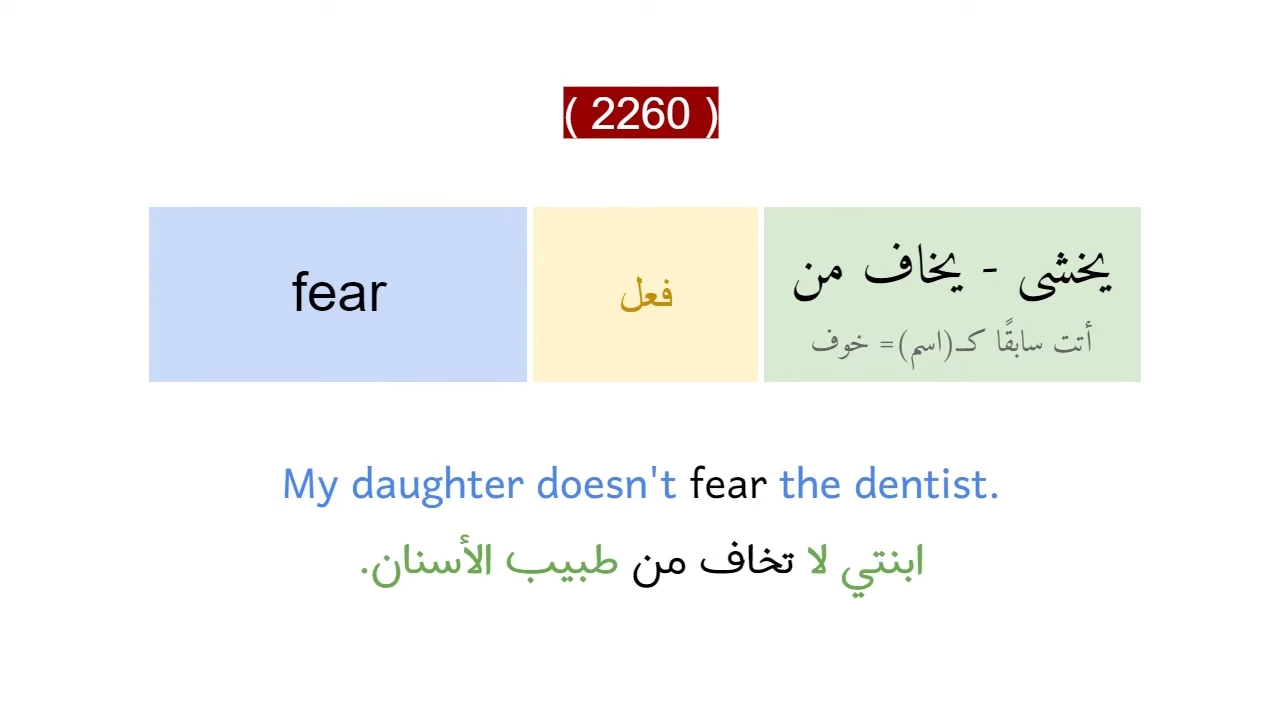 ( 2260 )
fear
فعل
يخشى - يخاف من
أتت سابقًا كـ(اسم)= خوف
My daughter doesn't fear the dentist.
ابنتي لا تخاف من طبيب الأسنان.